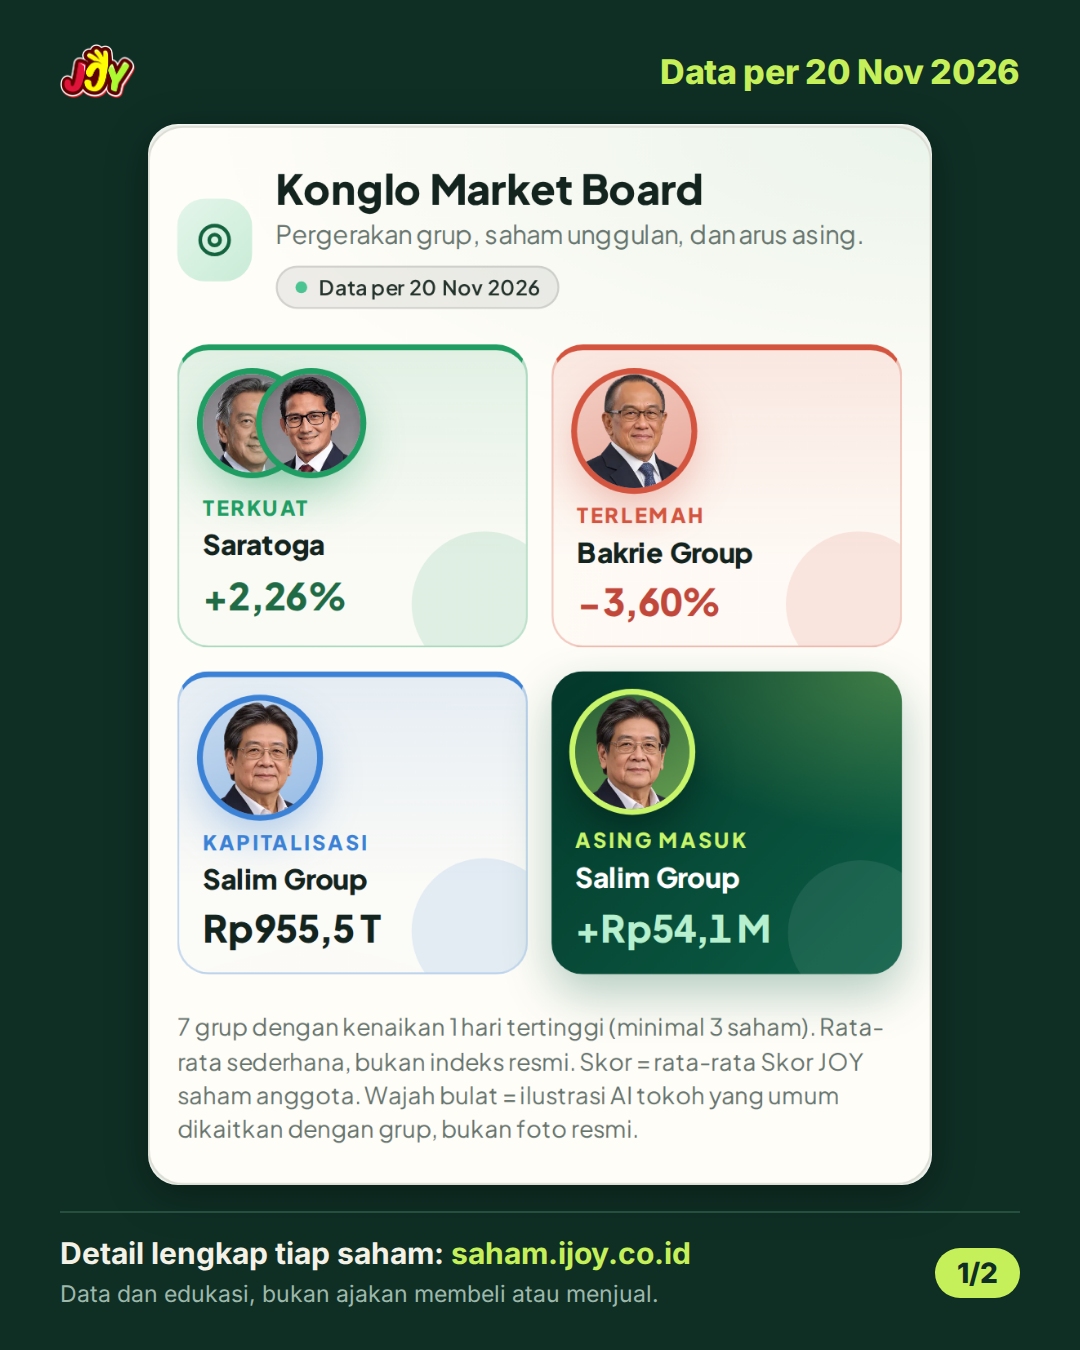 JOY
Data per 20 Nov 2026
Konglo Market Board
Pergerakan grup, saham unggulan, dan arus asing.
Data per 20 Nov 2026
TERKUAT
Saratoga
+2,26%
TERLEMAH
Bakrie Group
-3,60%
KAPITALISASI
Salim Group
Rp955,5 T
ASING MASUK
Salim Group
+Rp54,1 M
7 grup dengan kenaikan 1 hari tertinggi (minimal 3 saham). Rata-
rata sederhana, bukan indeks resmi. Skor = rata-rata Skor JOY
saham anggota. Wajah bulat = ilustrasi AI tokoh yang umum
dikaitkan dengan grup, bukan foto resmi.
Detail lengkap tiap saham: saham.ijoy.co.id
Data dan edukasi, bukan ajakan membeli atau menjual.
1/2